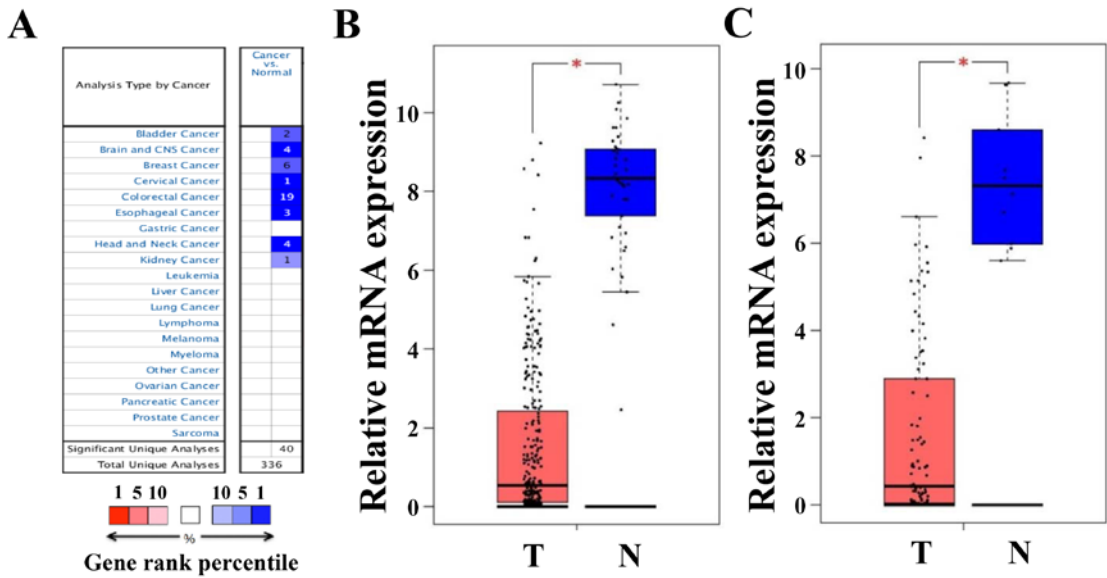 A
Analysis Type by Cancer
Cancer
vs.
Normal
Bladder Cancer 2
Brain and CNS Cancer 4
Breast Cancer 6
Cervical Cancer 1
Colorectal Cancer 19
Esophageal Cancer 3
Gastric Cancer
Head and Neck Cancer 4
Kidney Cancer 1
Leukemia
Liver Cancer
Lung Cancer
Lymphoma
Melanoma
Myeloma
Other Cancer
Ovarian Cancer
Pancreatic Cancer
Prostate Cancer
Sarcoma
Significant Unique Analyses 40
Total Unique Analyses 336
1 5 10 10 5 1
%
Gene rank percentile
B
Relative mRNA expression
10
8
6
4
2
0
*
T N
C
Relative mRNA expression
10
8
6
4
2
0
*
T N